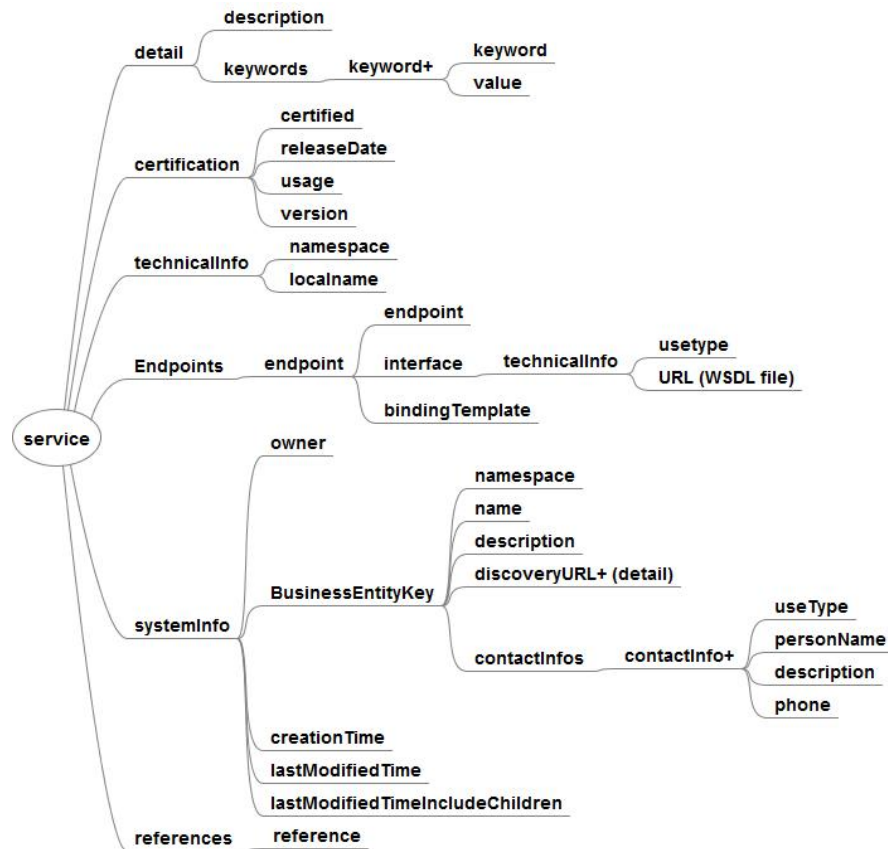 description
detail
keyword
keywords
keyword+
value
certified
releaseDate
certification
usage
version
namespace
technicalInfo
localname
endpoint
usetype
Endpoints
endpoint
interface
technicalInfo
URL (WSDL file)
bindingTemplate
service
owner
namespace
name
description
discoveryURL+ (detail)
BusinessEntityKey
useType
systemInfo
personName
contactInfos
contactInfo+
description
phone
creationTime
lastModifiedTime
lastModifiedTimeIncludeChildren
references
reference